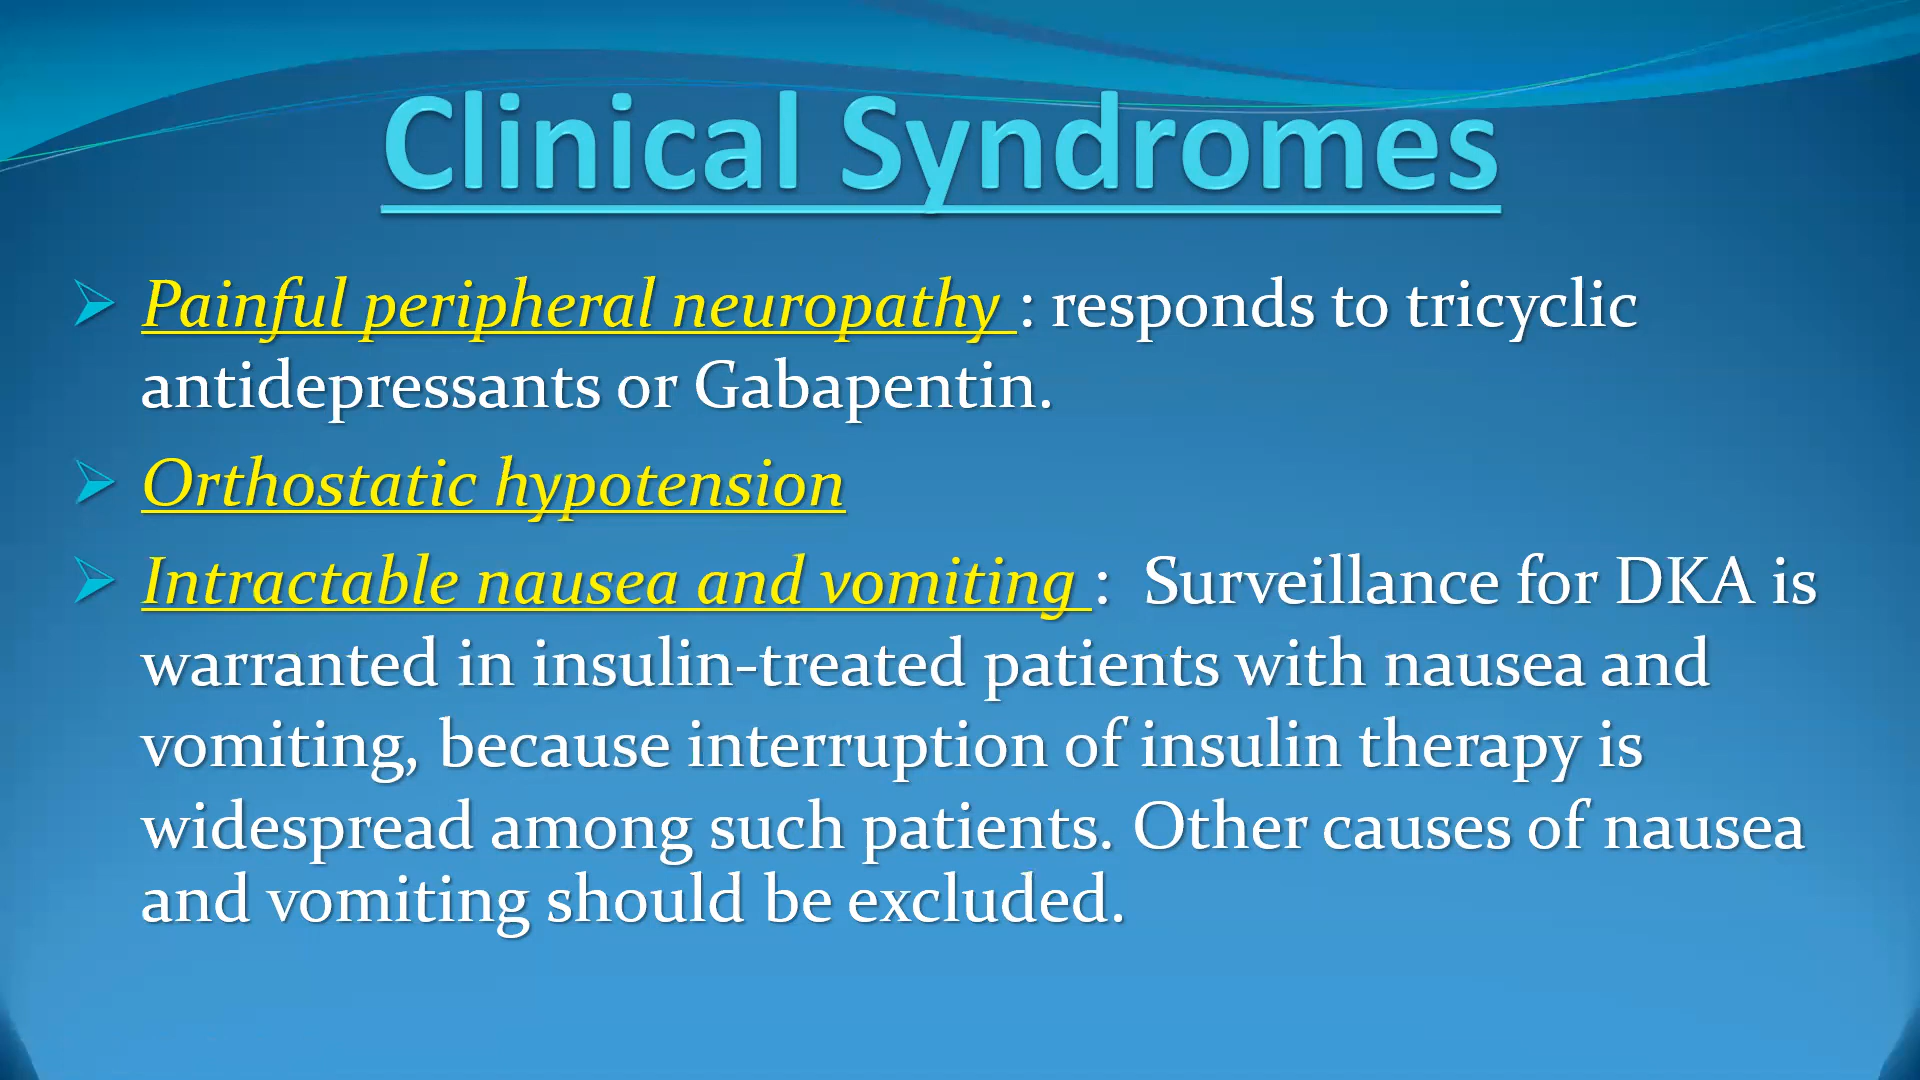 Clinical Syndromes
Painful peripheral neuropathy : responds to tricyclic
antidepressants or Gabapentin.
Orthostatic hypotension
Intractable nausea and vomiting : Surveillance for DKA is
warranted in insulin-treated patients with nausea and
vomiting, because interruption of insulin therapy is
widespread among such patients. Other causes of nausea
and vomiting should be excluded.